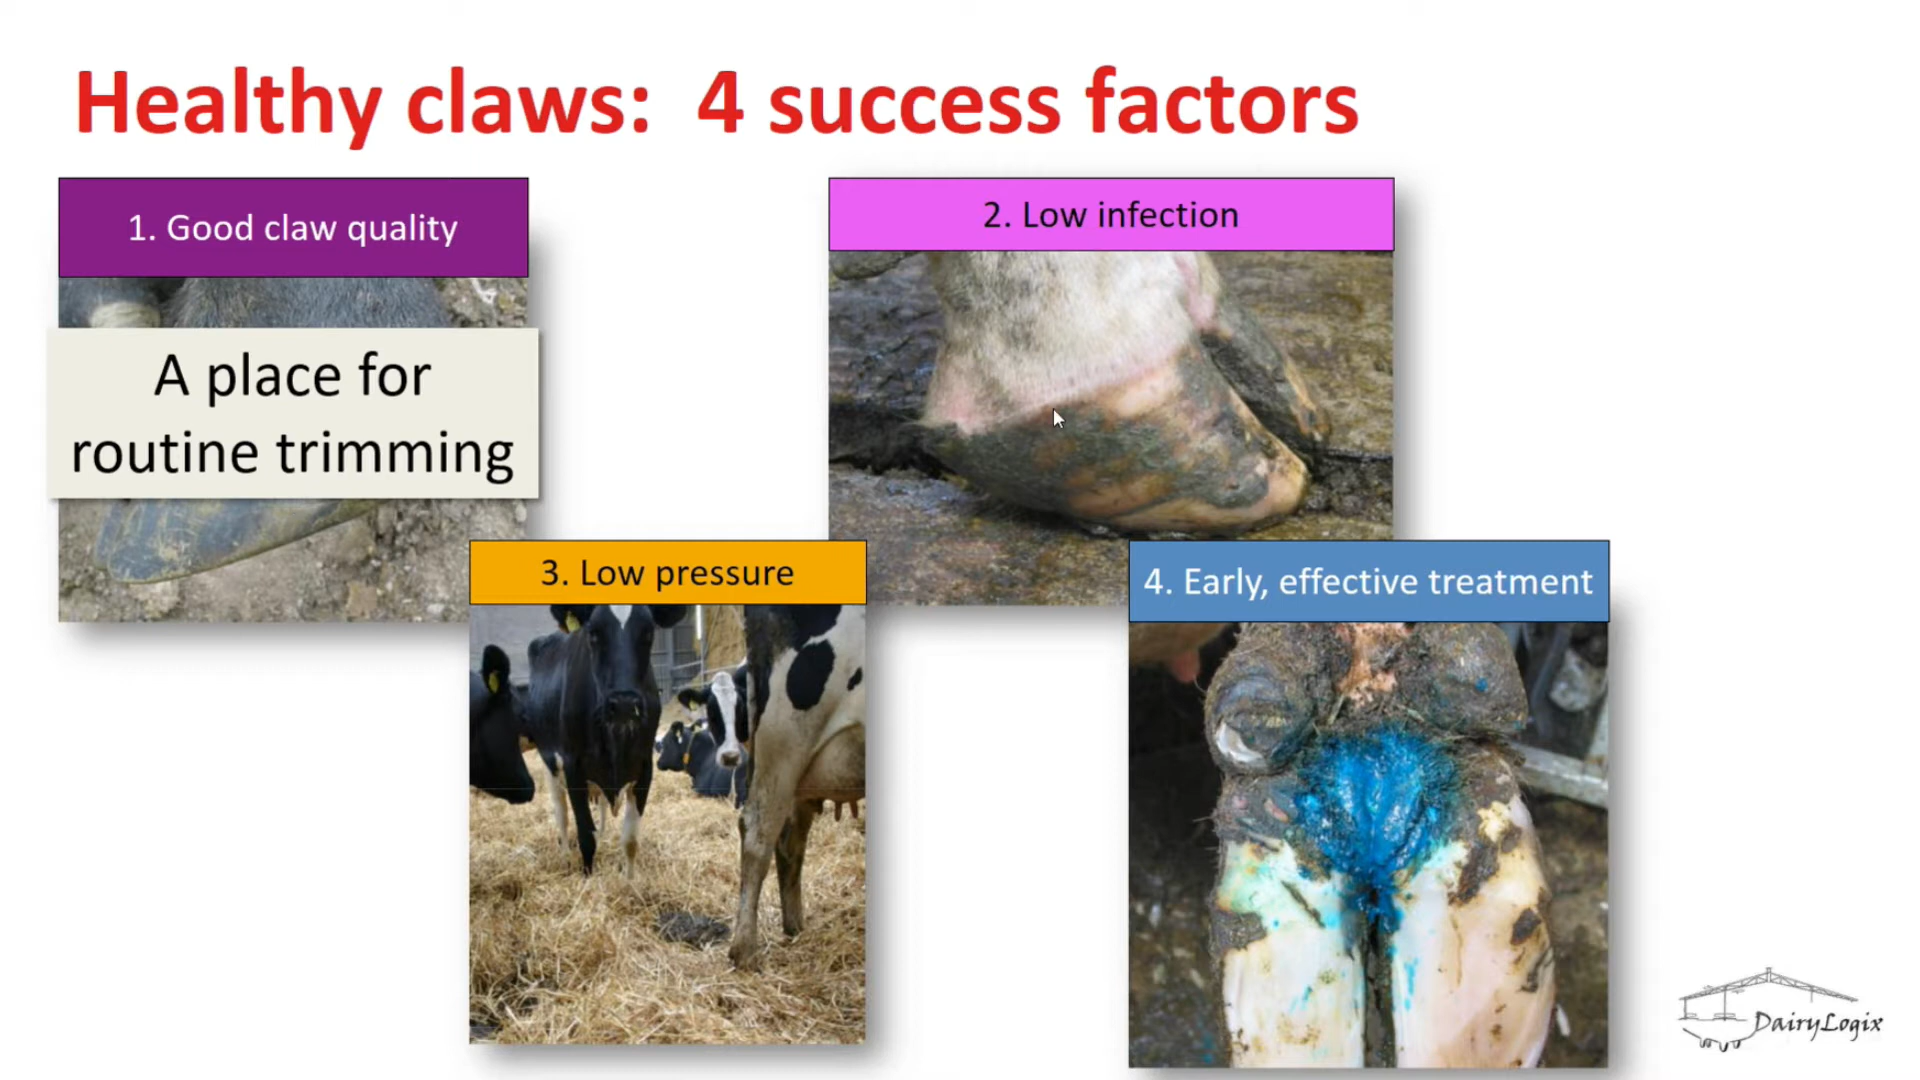 Healthy claws: 4 success factors
1. Good claw quality
A place for
routine trimming
2. Low infection
3. Low pressure
4. Early, effective treatment
DairyLogix